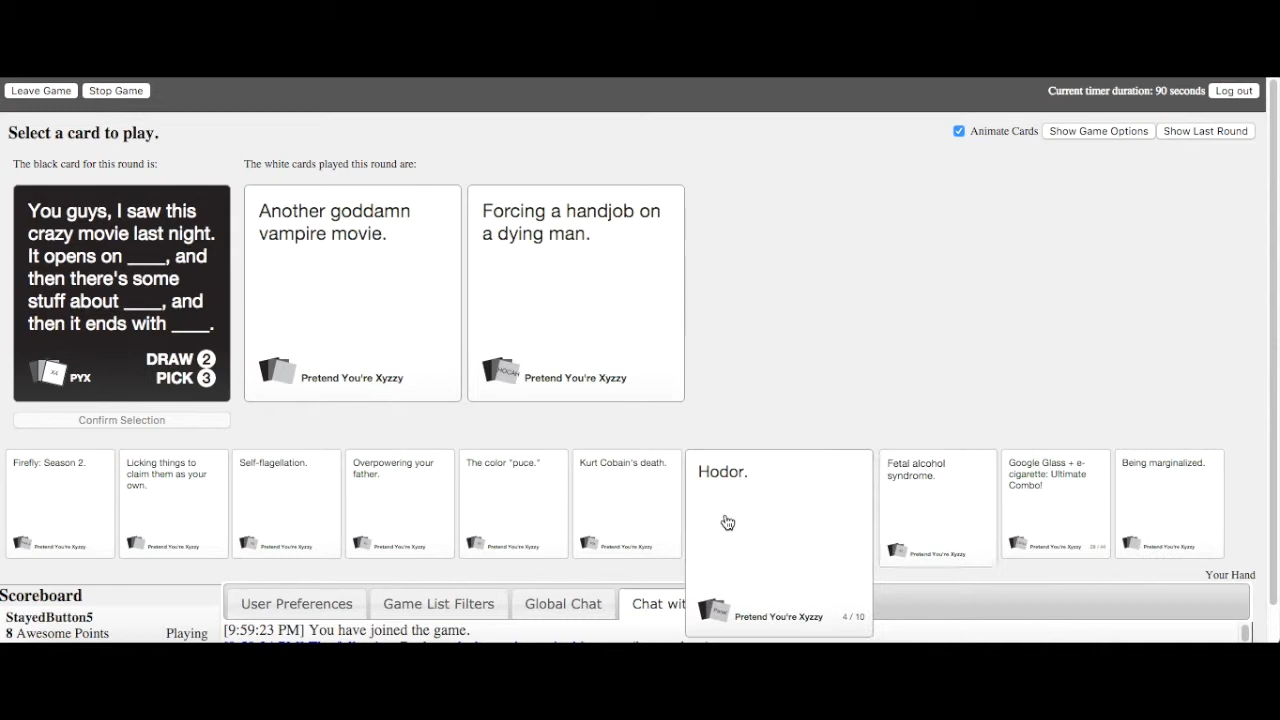 Leave Game Stop Game Current timer duration: 90 seconds Log out
Select a card to play. Animate Cards Show Game Options Show Last Round
The black card for this round is: The white cards played this round are:
You guys, I saw this
crazy movie last night.
It opens on ____, and
then there's some
stuff about ____, and
then it ends with ____.
DRAW 2
X4 PYX PICK 3
Another goddamn
vampire movie.
Pretend You're Xyzzy
Forcing a handjob on
a dying man.
HOCAH Pretend You're Xyzzy
Confirm Selection
Firefly: Season 2.
Pretend You're Xyzzy
Licking things to
claim them as your
own.
Pretend You're Xyzzy
Self-flagellation.
Pretend You're Xyzzy
Overpowering your
father.
Pretend You're Xyzzy
The color "puce."
Pretend You're Xyzzy
Kurt Cobain's death.
Pretend You're Xyzzy
Hodor.
Pretend You're Xyzzy 4 / 10
Fetal alcohol
syndrome.
Pretend You're Xyzzy
Google Glass + e-
cigarette: Ultimate
Combo!
Pretend You're Xyzzy
Being marginalized.
Pretend You're Xyzzy
Your Hand
Scoreboard
StayedButton5
8 Awesome Points Playing
User Preferences Game List Filters Global Chat Chat wit
[9:59:23 PM] You have joined the game.